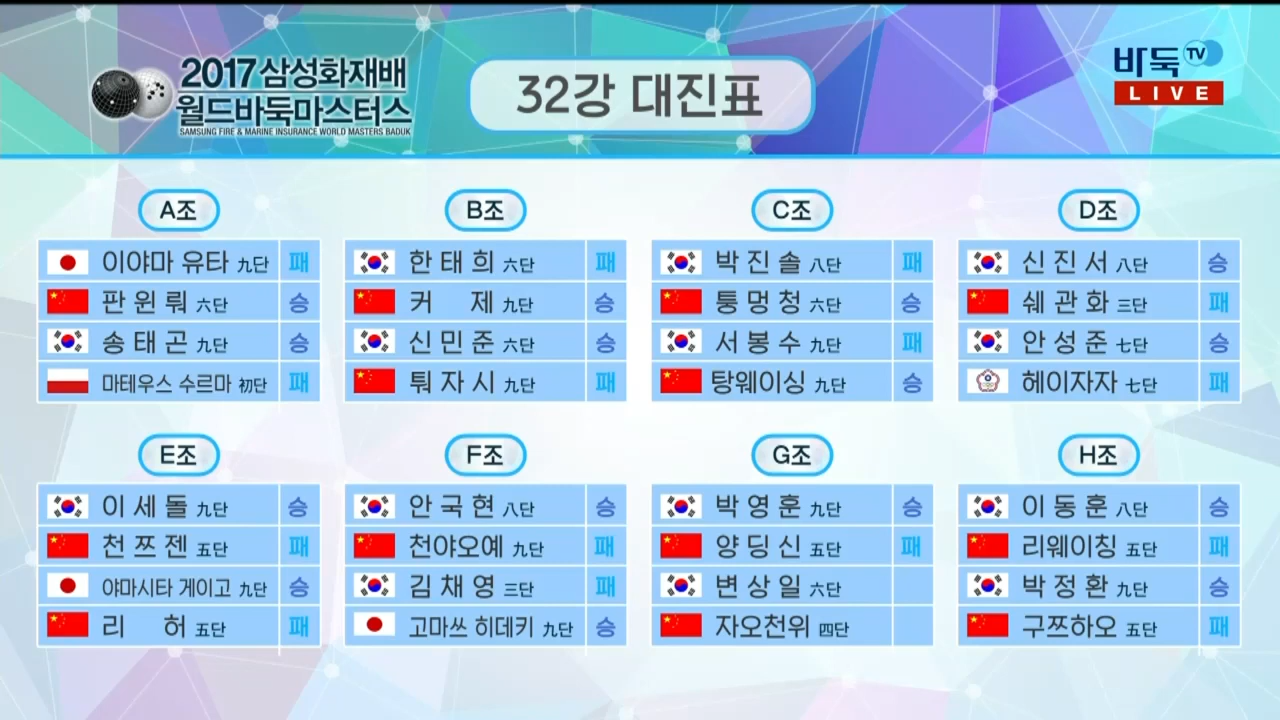 2017삼성화재배
월드바둑마스터스
SAMSUNG FIRE & MARINE INSURANCE WORLD MASTERS BADUK
32강 대진표
바둑TV
LIVE
A조
이야마 유타 九단 패
판윈뤄 六단 승
송태곤 九단 승
마테우스 수르마 初단 패
B조
한태희 六단 패
커 제 九단 승
신민준 六단 승
퉈자시 九단 패
C조
박진솔 八단 패
퉁멍청 六단 승
서봉수 九단 패
탕웨이싱 九단 승
D조
신진서 八단 승
쉐관화 三단 패
안성준 七단 승
헤이자자 七단 패
E조
이세돌 九단 승
천쯔젠 五단 패
야마시타 게이고 九단 승
리 허 五단 패
F조
안국현 八단 승
천야오예 九단 패
김채영 三단 패
고마쓰 히데키 九단 승
G조
박영훈 九단 승
양딩신 五단 패
변상일 六단
자오천위 四단
H조
이동훈 八단 승
리웨이칭 五단 패
박정환 九단 승
구쯔하오 五단 패